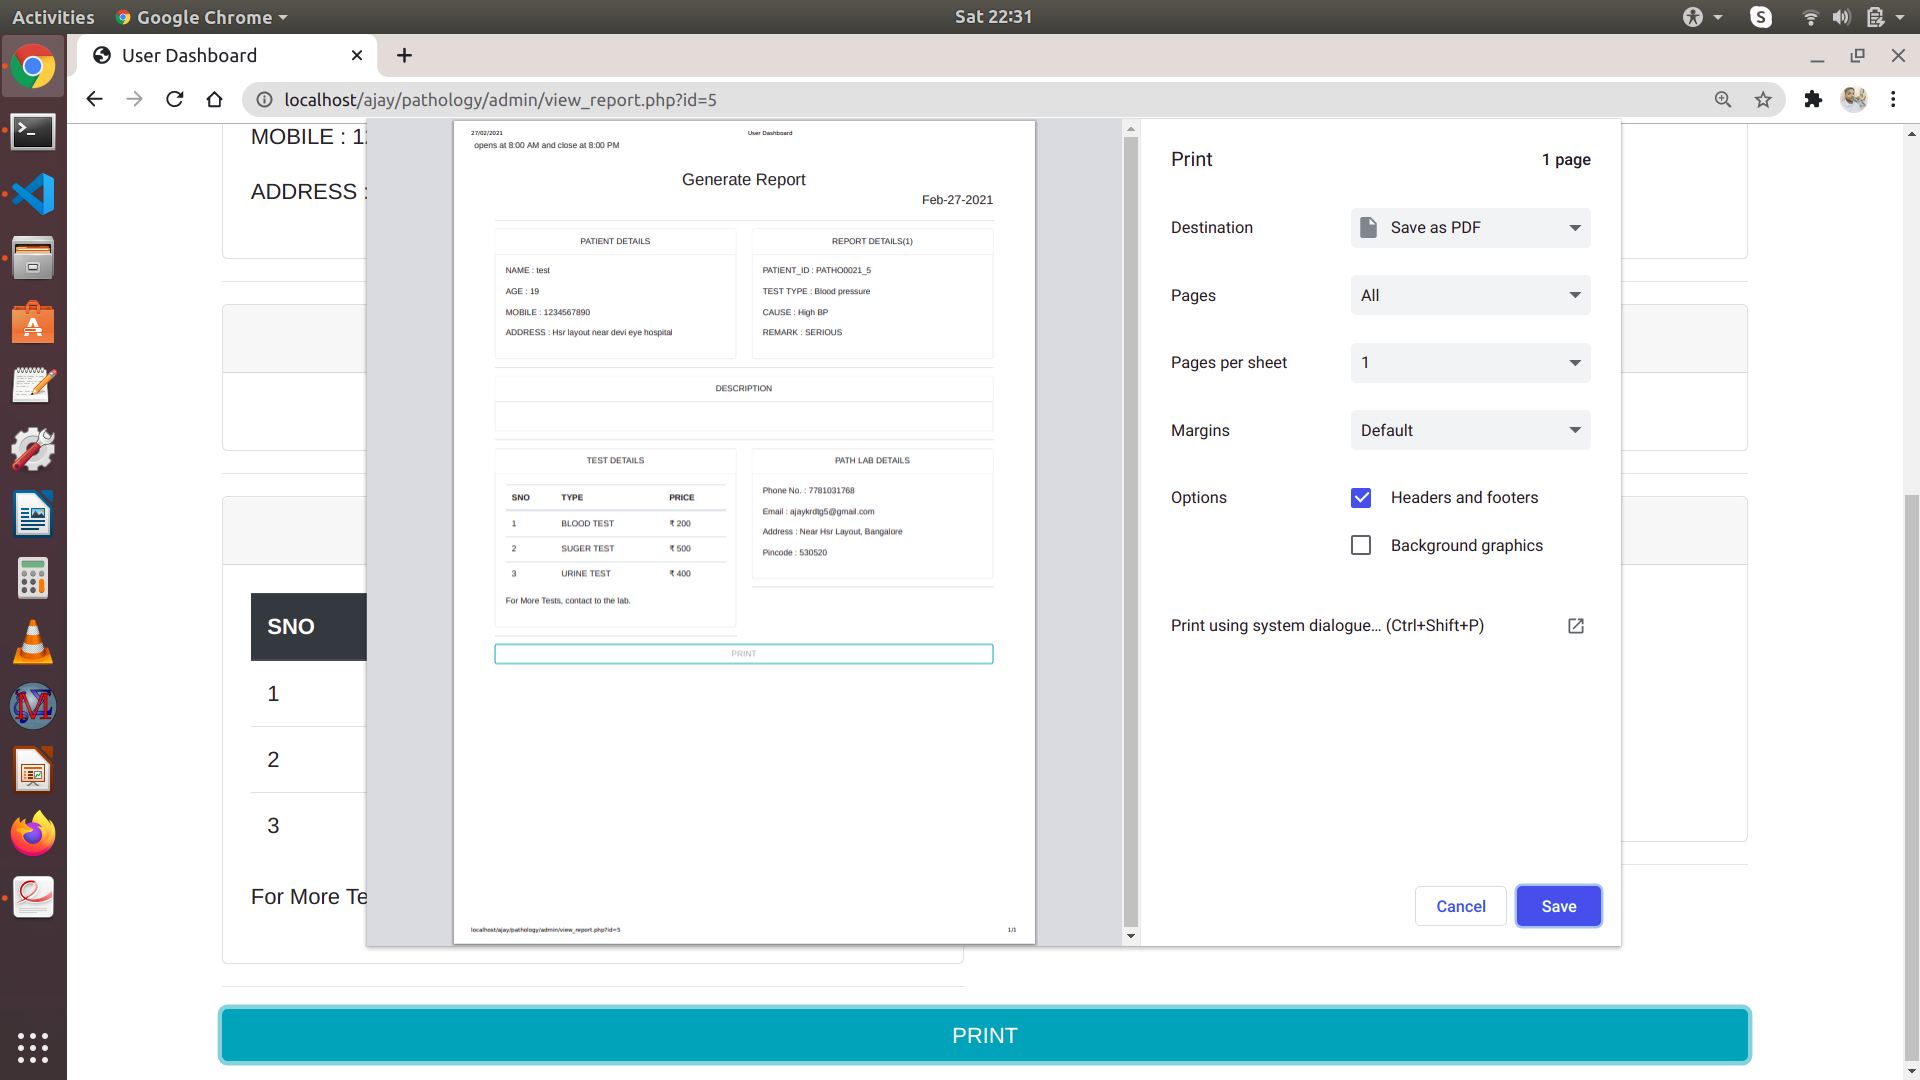 Activities
Google Chrome
Sat 22:31
User Dashboard
localhost/ajay/pathology/admin/view_report.php?id=5
MOBILE : 12
ADDRESS :
SNO
1
2
3
For More Te
27/02/2021
User Dashboard
opens at 8:00 AM and close at 8:00 PM
Generate Report
Feb-27-2021
PATIENT DETAILS
NAME : test
AGE : 19
MOBILE : 1234567890
ADDRESS : Hsr layout near devi eye hospital
REPORT DETAILS(1)
PATIENT_ID : PATHO0021_5
TEST TYPE : Blood pressure
CAUSE : High BP
REMARK : SERIOUS
DESCRIPTION
TEST DETAILS
SNO TYPE PRICE
1 BLOOD TEST ₹ 200
2 SUGER TEST ₹ 500
3 URINE TEST ₹ 400
For More Tests, contact to the lab.
PATH LAB DETAILS
Phone No. : 7781031768
Email : ajaykrdtg5@gmail.com
Address : Near Hsr Layout, Bangalore
Pincode : 530520
PRINT
localhost/ajay/pathology/admin/view_report.php?id=5
1/1
Print
1 page
Destination
Save as PDF
Pages
All
Pages per sheet
1
Margins
Default
Options
Headers and footers
Background graphics
Print using system dialogue... (Ctrl+Shift+P)
Cancel
Save
PRINT